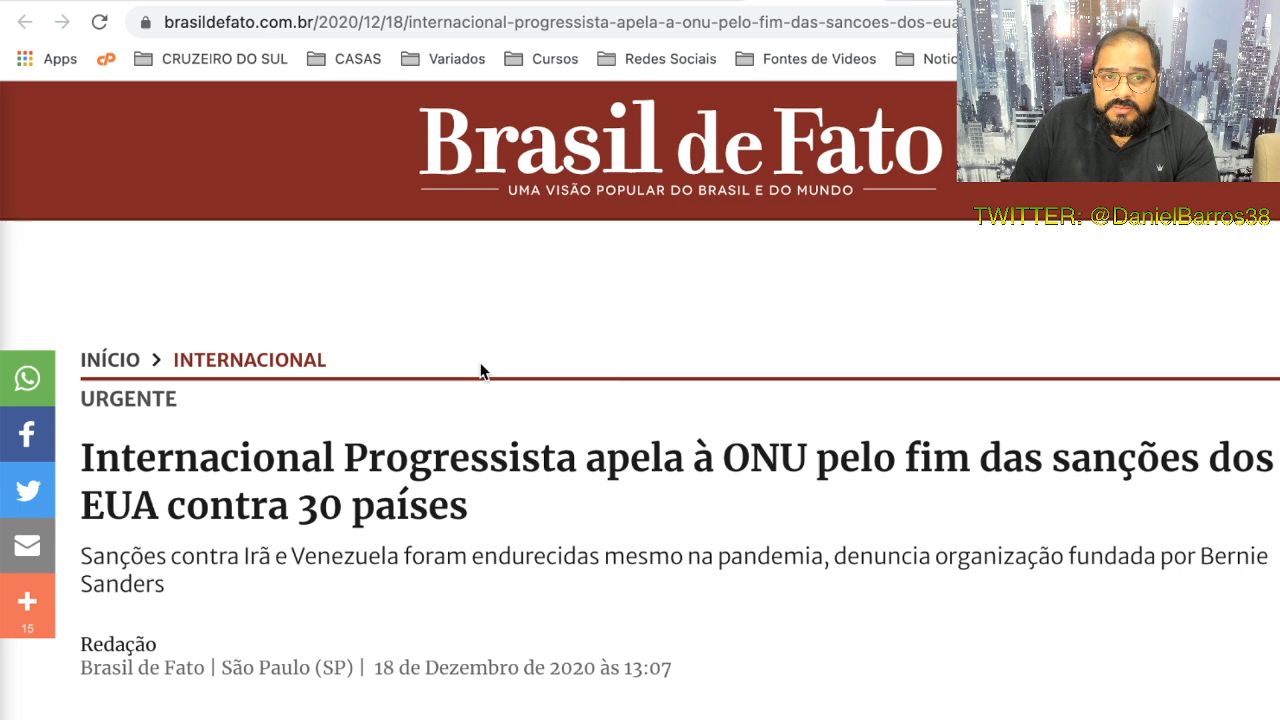 brasildefato.com.br/2020/12/18/internacional-progressista-apela-a-onu-pelo-fim-das-sancoes-dos-eua
Apps
cP
CRUZEIRO DO SUL
CASAS
Variados
Cursos
Redes Sociais
Fontes de Videos
Notic
Brasil de Fato
UMA VISÃO POPULAR DO BRASIL E DO MUNDO
TWITTER: @DanielBarros38
INÍCIO > INTERNACIONAL
URGENTE
Internacional Progressista apela à ONU pelo fim das sanções dos
EUA contra 30 países
Sanções contra Irã e Venezuela foram endurecidas mesmo na pandemia, denuncia organização fundada por Bernie
Sanders
15
Redação
Brasil de Fato | São Paulo (SP) | 18 de Dezembro de 2020 às 13:07